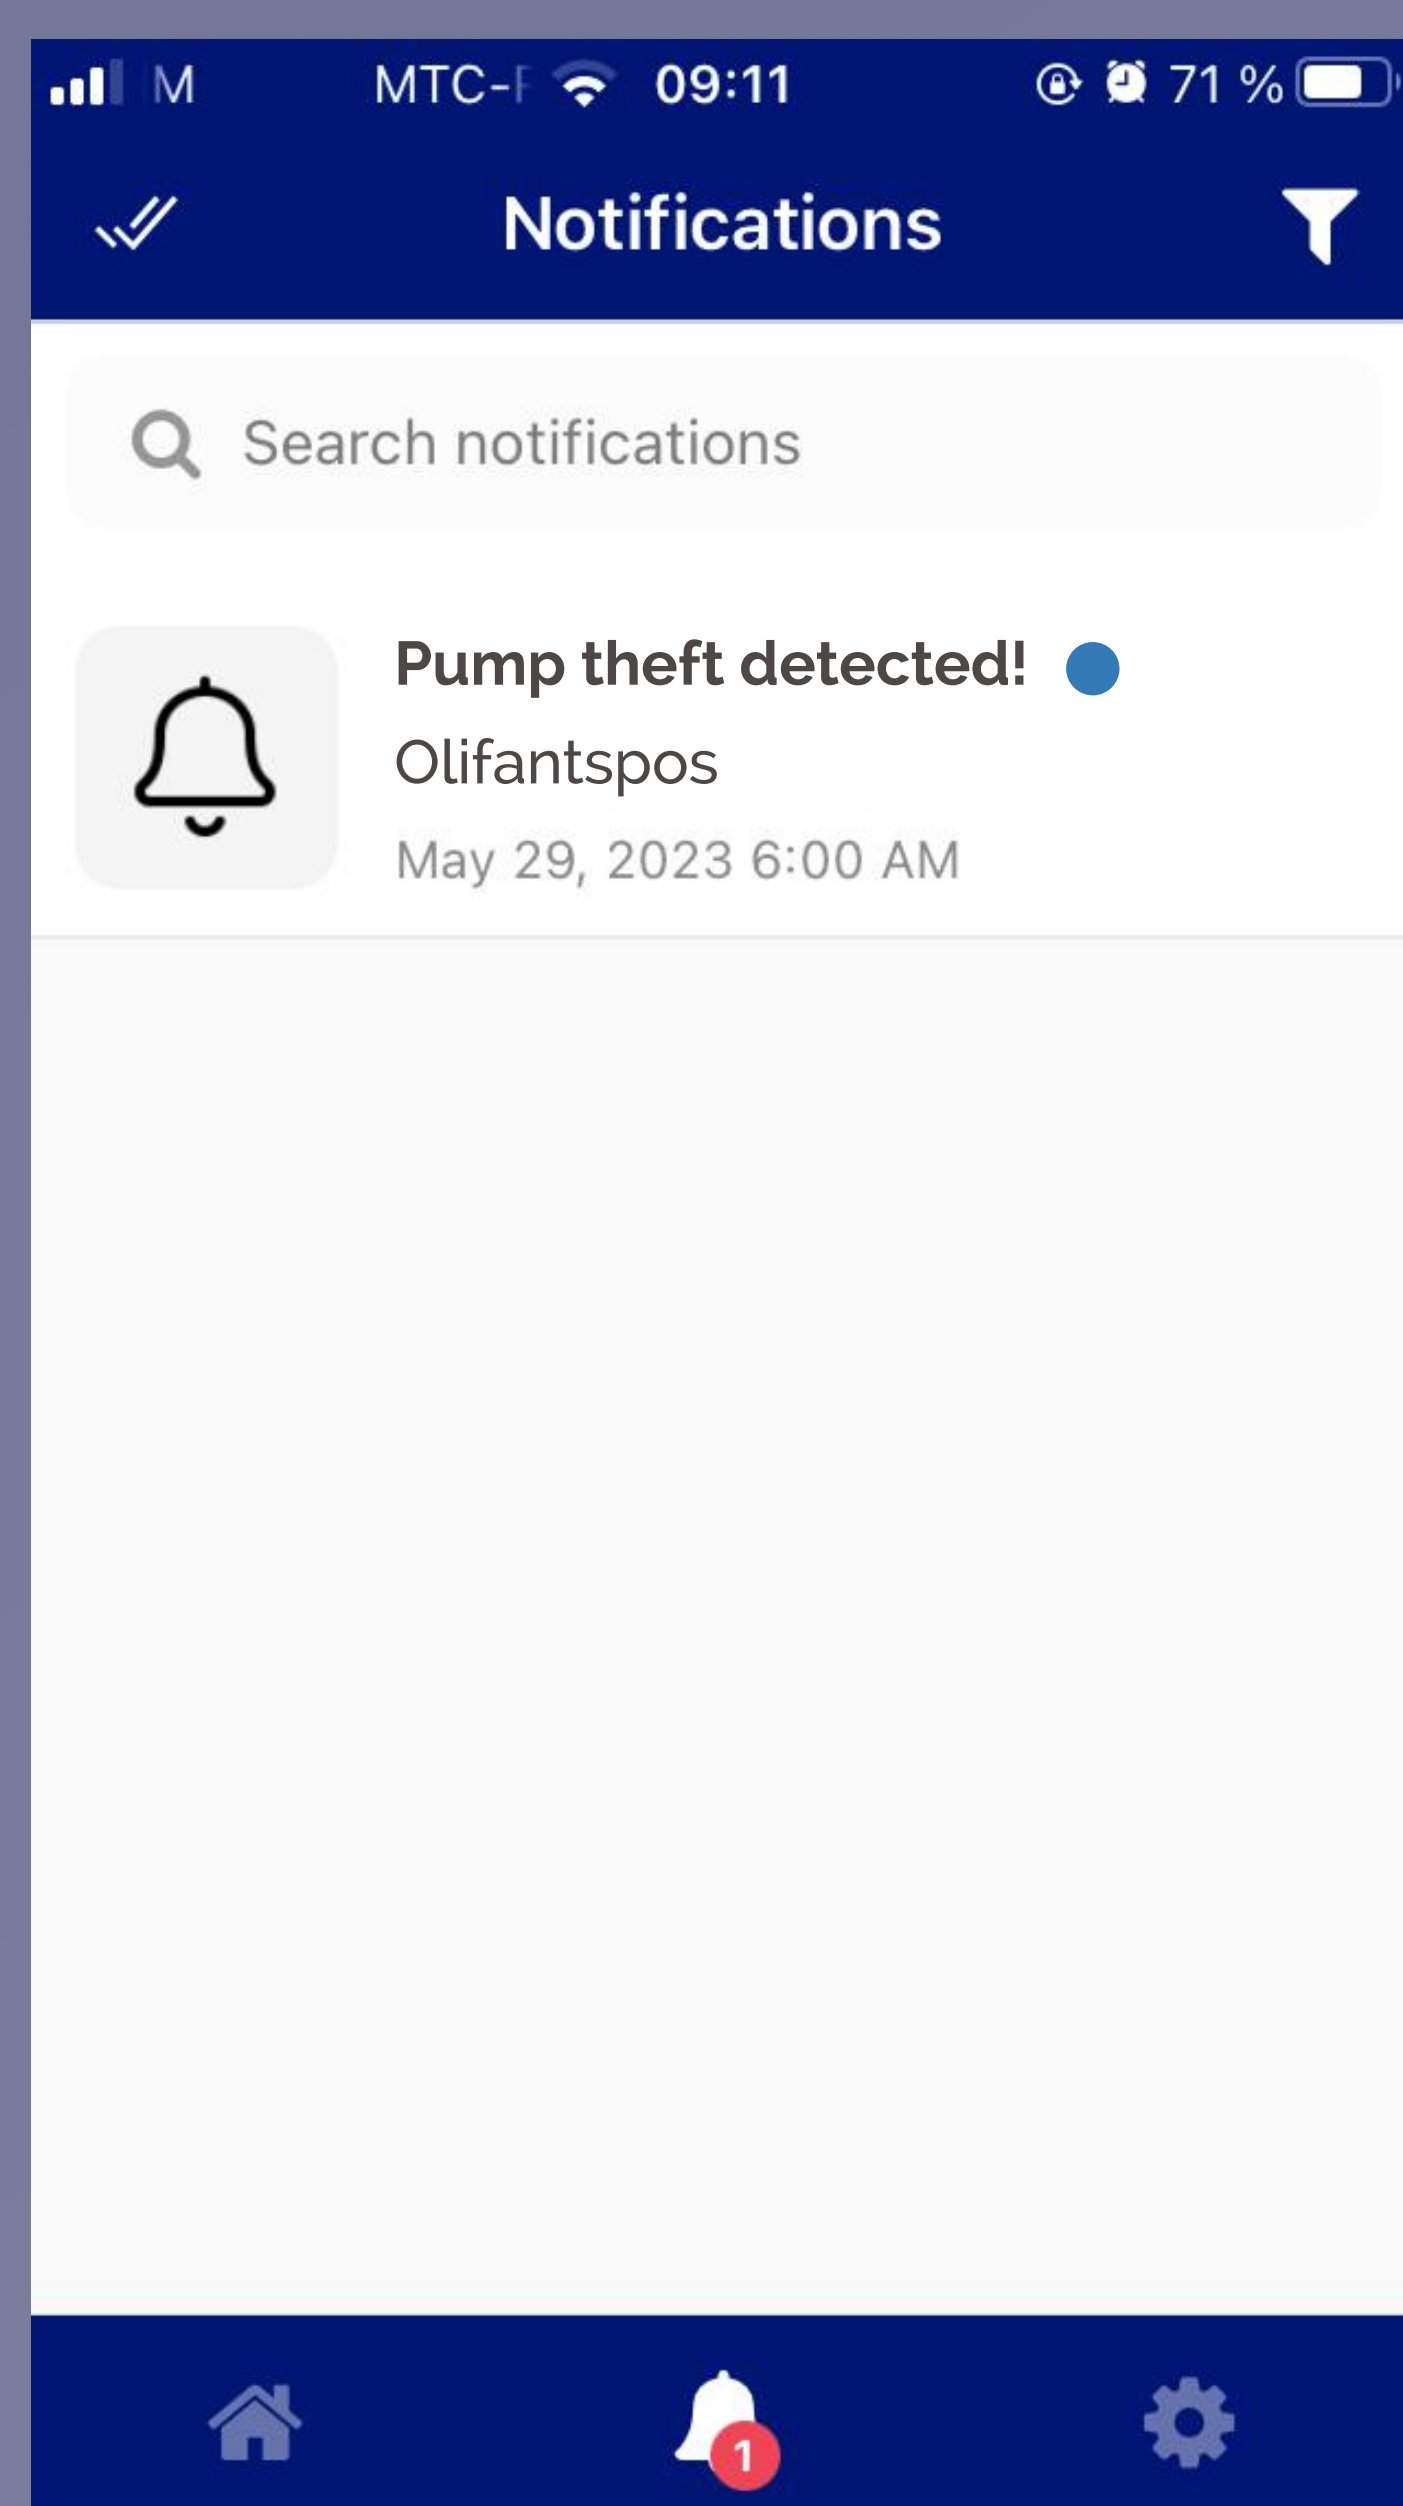 M MTC- 09:11 71 %
Notifications
Search notifications
Pump theft detected!
Olifantspos
May 29, 2023 6:00 AM
1